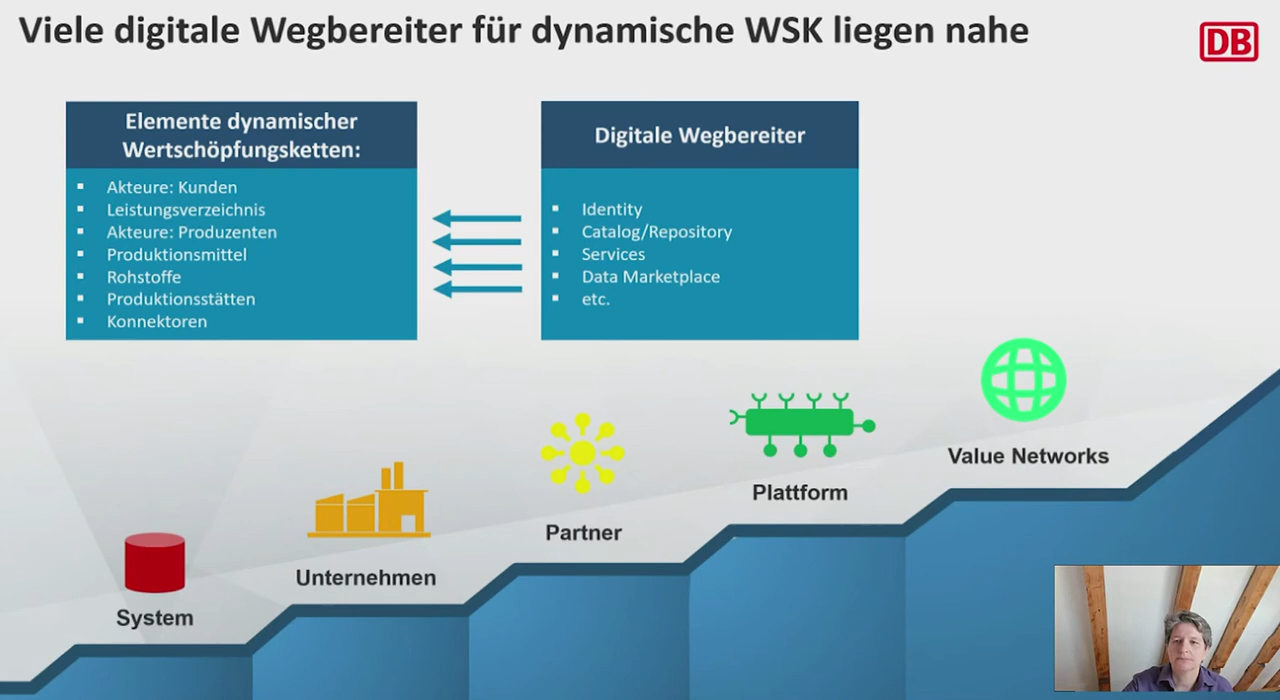 Viele digitale Wegbereiter für dynamische WSK liegen nahe
DB
Elemente dynamischer
Wertschöpfungsketten:
Akteure: Kunden
Leistungsverzeichnis
Akteure: Produzenten
Produktionsmittel
Rohstoffe
Produktionsstätten
Konnektoren
Digitale Wegbereiter
Identity
Catalog/Repository
Services
Data Marketplace
etc.
System
Unternehmen
Partner
Plattform
Value Networks